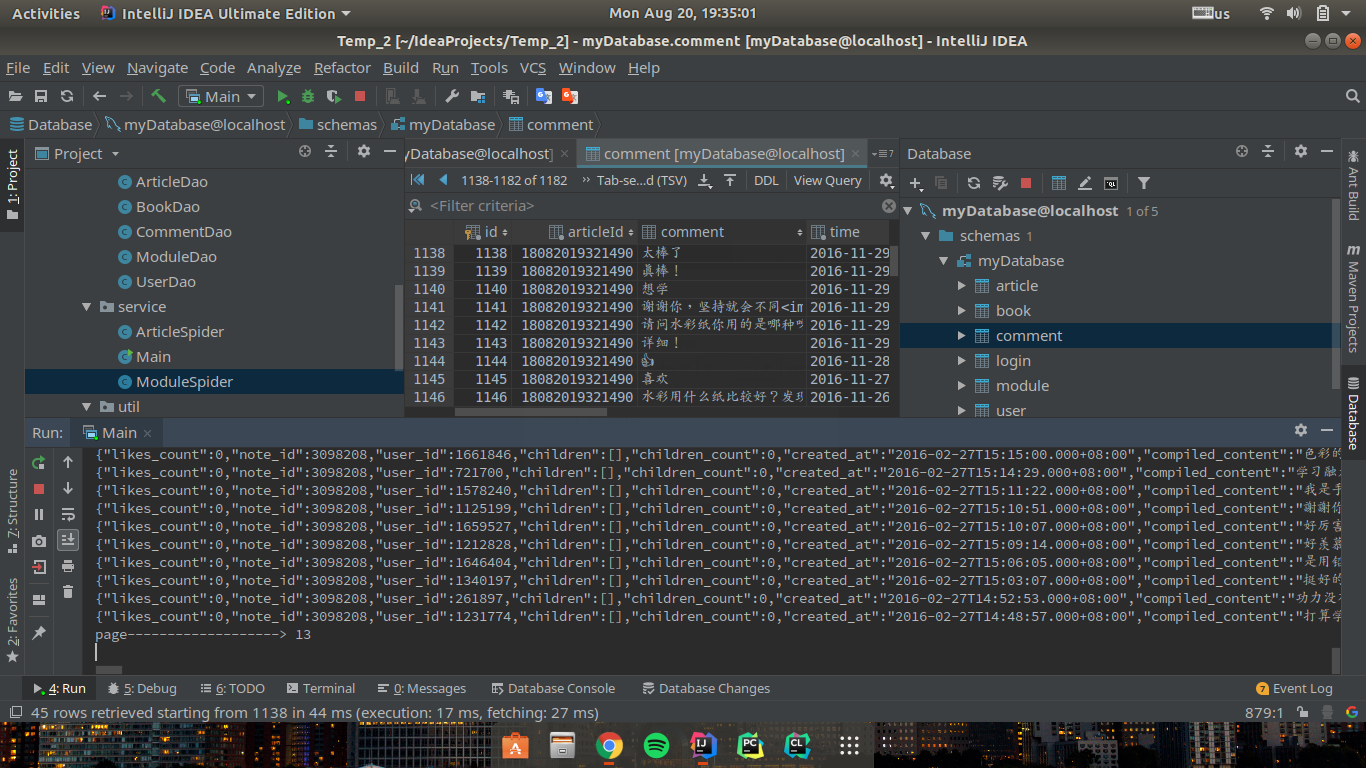 Activities IntelliJ IDEA Ultimate Edition Mon Aug 20, 19:35:01 us
Temp_2 [~/IdeaProjects/Temp_2] - myDatabase.comment [myDatabase@localhost] - IntelliJ IDEA
File Edit View Navigate Code Analyze Refactor Build Run Tools VCS Window Help
Main
Database myDatabase@localhost schemas myDatabase comment
1: Project
Z: Structure
2: Favorites
Project
ArticleDao
BookDao
CommentDao
ModuleDao
UserDao
service
ArticleSpider
Main
ModuleSpider
util
yDatabase@localhost] comment [myDatabase@localhost] 7
1138-1182 of 1182 Tab-se...d (TSV) DDL View Query
<Filter criteria>
id articleId comment time
1138 1138 18082019321490 太棒了 2016-11-29
1139 1139 18082019321490 真棒！ 2016-11-29
1140 1140 18082019321490 想学 2016-11-29
1141 1141 18082019321490 谢谢你，坚持就会不同<im 2016-11-29
1142 1142 18082019321490 请问水彩纸你用的是哪种 2016-11-29
1143 1143 18082019321490 详细！ 2016-11-29
1144 1144 18082019321490 👍 2016-11-28
1145 1145 18082019321490 喜欢 2016-11-27
1146 1146 18082019321490 水彩用什么纸比较好？发现 2016-11-26
Database
myDatabase@localhost 1 of 5
schemas 1
myDatabase
article
book
comment
login
module
user
Ant Build
Maven Projects
Database
Run: Main
{"likes_count":0,"note_id":3098208,"user_id":1661846,"children":[],"children_count":0,"created_at":"2016-02-27T15:15:00.000+08:00","compiled_content":"色彩的
{"likes_count":0,"note_id":3098208,"user_id":721700,"children":[],"children_count":0,"created_at":"2016-02-27T15:14:29.000+08:00","compiled_content":"学习融
{"likes_count":0,"note_id":3098208,"user_id":1578240,"children":[],"children_count":0,"created_at":"2016-02-27T15:11:22.000+08:00","compiled_content":"我是手
{"likes_count":0,"note_id":3098208,"user_id":1125199,"children":[],"children_count":0,"created_at":"2016-02-27T15:10:51.000+08:00","compiled_content":"谢谢你
{"likes_count":0,"note_id":3098208,"user_id":1659527,"children":[],"children_count":0,"created_at":"2016-02-27T15:10:07.000+08:00","compiled_content":"好厉害
{"likes_count":0,"note_id":3098208,"user_id":1212828,"children":[],"children_count":0,"created_at":"2016-02-27T15:09:14.000+08:00","compiled_content":"好羡慕
{"likes_count":0,"note_id":3098208,"user_id":1646404,"children":[],"children_count":0,"created_at":"2016-02-27T15:06:05.000+08:00","compiled_content":"是用铅
{"likes_count":0,"note_id":3098208,"user_id":1340197,"children":[],"children_count":0,"created_at":"2016-02-27T15:03:07.000+08:00","compiled_content":"挺好的
{"likes_count":0,"note_id":3098208,"user_id":261897,"children":[],"children_count":0,"created_at":"2016-02-27T14:52:53.000+08:00","compiled_content":"功力没
{"likes_count":0,"note_id":3098208,"user_id":1231774,"children":[],"children_count":0,"created_at":"2016-02-27T14:48:57.000+08:00","compiled_content":"打算学
page-------------------> 13
4: Run 5: Debug 6: TODO Terminal 0: Messages Database Console Database Changes 7 Event Log
45 rows retrieved starting from 1138 in 44 ms (execution: 17 ms, fetching: 27 ms) 879:1
IJ PC CL